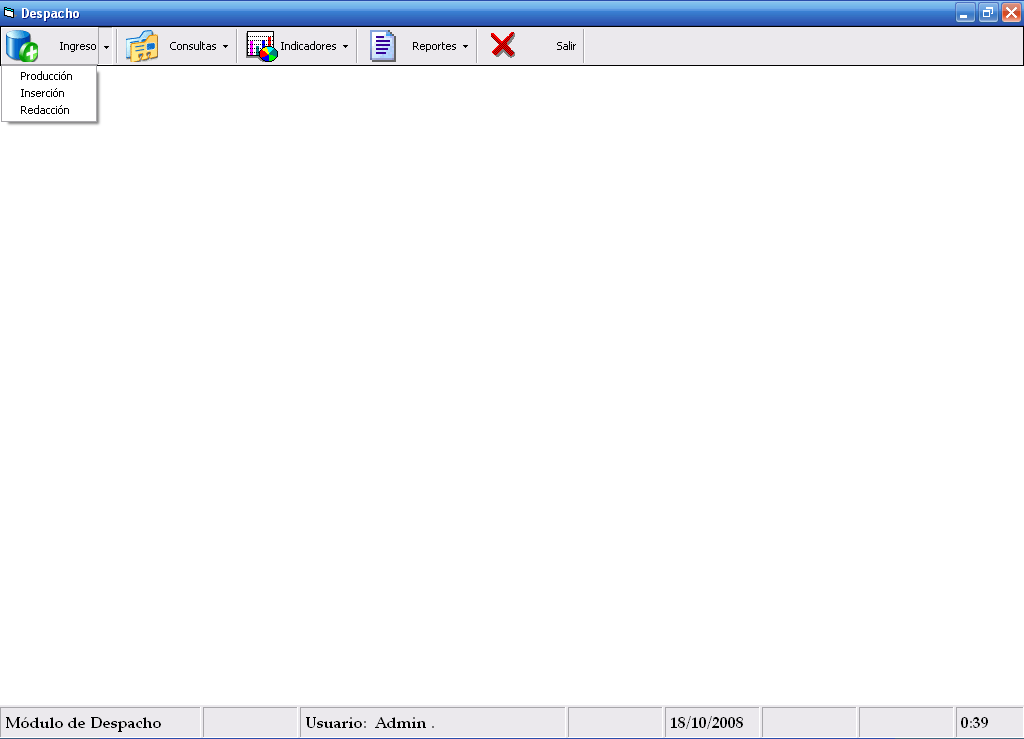 Despacho
Ingreso Consultas Indicadores Reportes Salir
Producción
Inserción
Redacción
Módulo de Despacho Usuario: Admin . 18/10/2008 0:39